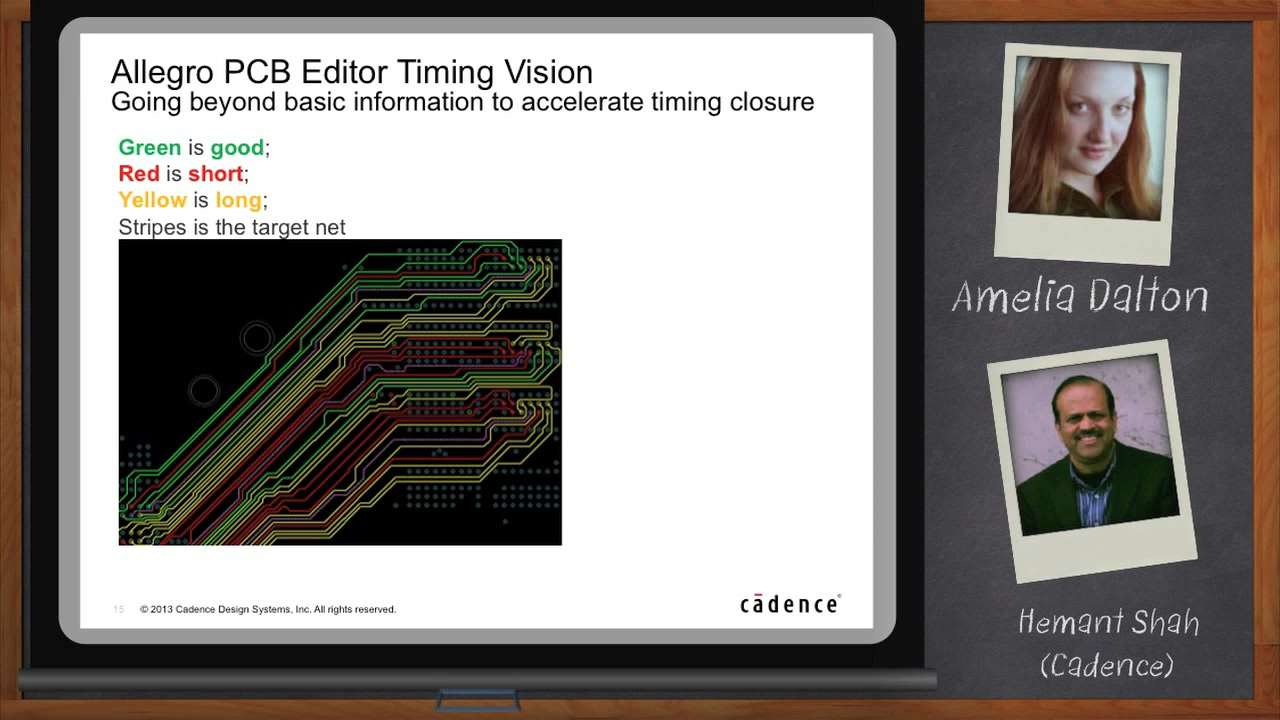 Allegro PCB Editor Timing Vision
Going beyond basic information to accelerate timing closure
Green is good;
Red is short;
Yellow is long;
Stripes is the target net
15 © 2013 Cadence Design Systems, Inc. All rights reserved.
cādence®
Amelia Dalton
Hemant Shah
(Cadence)